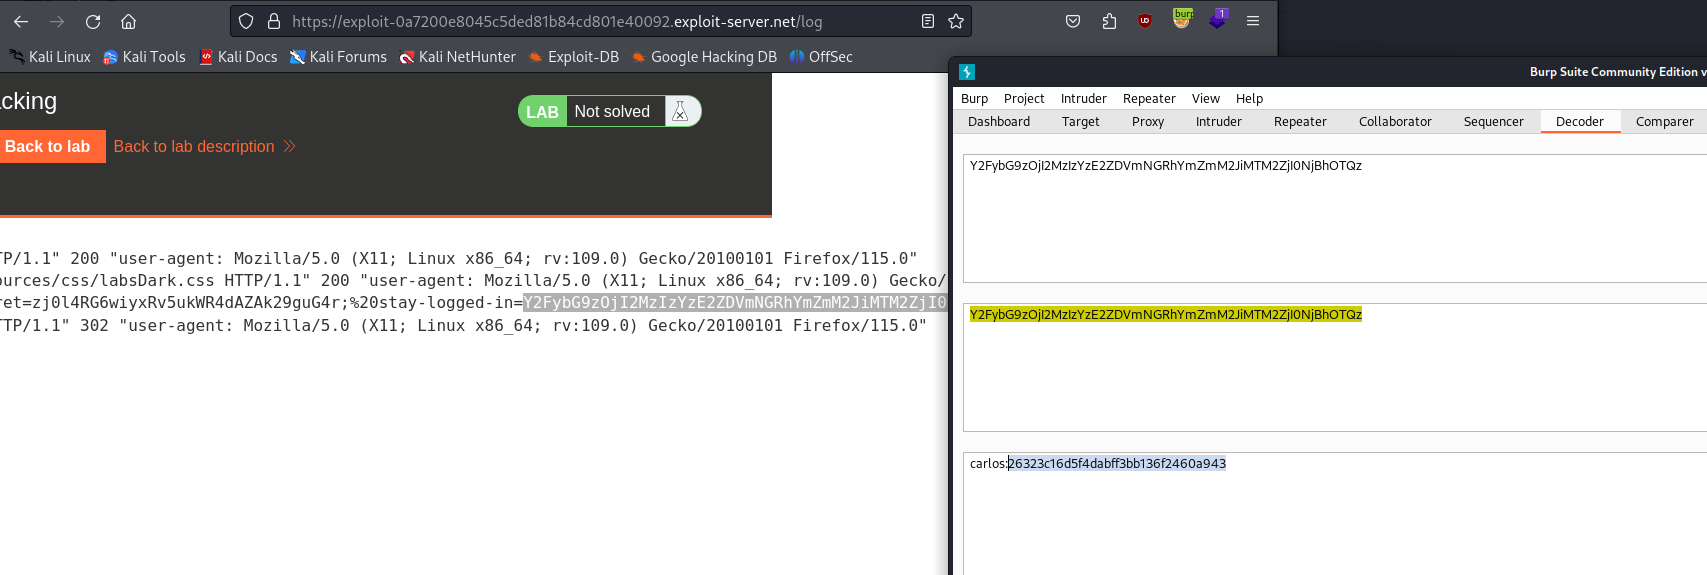 https://exploit-0a7200e8045c5ded81b84cd801e40092.exploit-server.net/log
burp
1
Kali Linux Kali Tools Kali Docs Kali Forums Kali NetHunter Exploit-DB Google Hacking DB OffSec
acking
LAB Not solved
Back to lab Back to lab description
TP/1.1" 200 "user-agent: Mozilla/5.0 (X11; Linux x86_64; rv:109.0) Gecko/20100101 Firefox/115.0"
ources/css/labsDark.css HTTP/1.1" 200 "user-agent: Mozilla/5.0 (X11; Linux x86_64; rv:109.0) Gecko/
ret=zj0l4RG6wiyxRv5ukWR4dAZAk29guG4r;%20stay-logged-in=Y2FybG9zOjI2MzIzYzE2ZDVmNGRhYmZmM2JiMTM2ZjI0
TTP/1.1" 302 "user-agent: Mozilla/5.0 (X11; Linux x86_64; rv:109.0) Gecko/20100101 Firefox/115.0"
Burp Suite Community Edition v
Burp Project Intruder Repeater View Help
Dashboard Target Proxy Intruder Repeater Collaborator Sequencer Decoder Comparer
Y2FybG9zOjI2MzIzYzE2ZDVmNGRhYmZmM2JiMTM2ZjI0NjBhOTQz
Y2FybG9zOjI2MzIzYzE2ZDVmNGRhYmZmM2JiMTM2ZjI0NjBhOTQz
carlos:26323c16d5f4dabff3bb136f2460a943